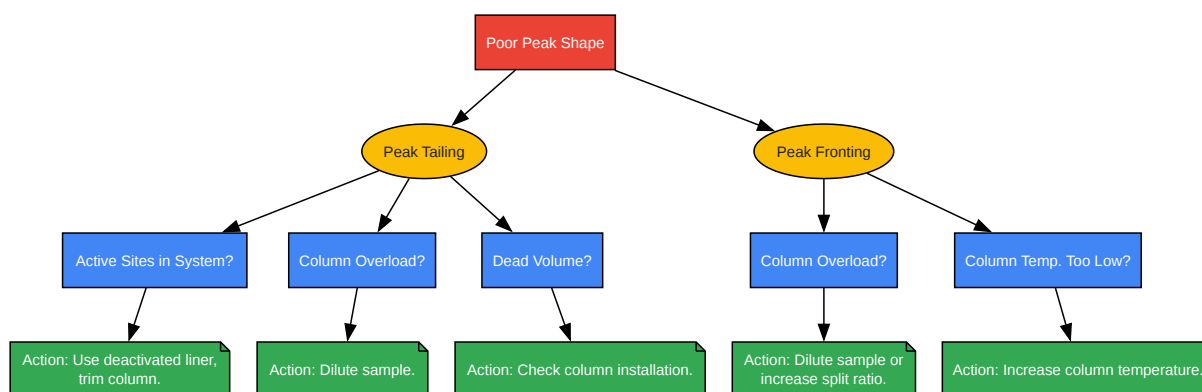 Poor Peak Shape
Peak Tailing
Peak Fronting
Active Sites in System?
Column Overload?
Dead Volume?
Column Overload?
Column Temp. Too Low?
Action: Use deactivated liner,
trim column.
Action: Dilute sample.
Action: Check column installation.
Action: Dilute sample or
increase split ratio.
Action: Increase column temperature.